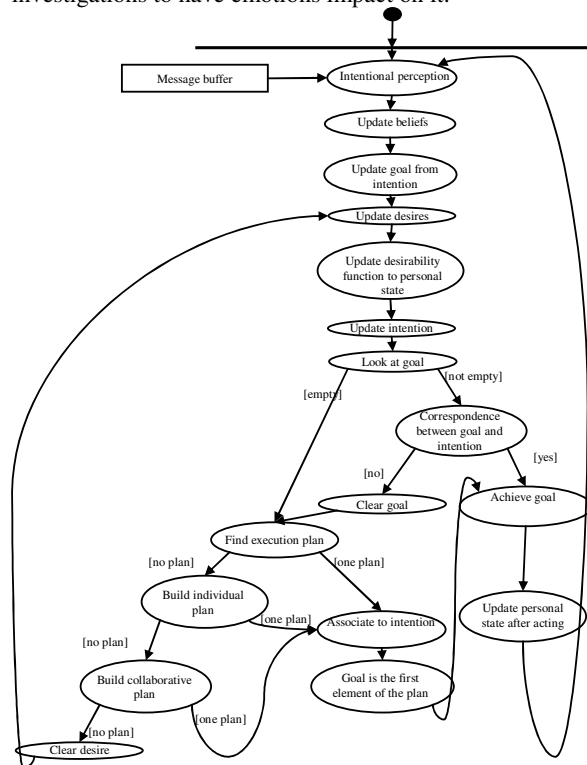 investigations to have emotions impact on it.
Message buffer
Intentional perception
Update beliefs
Update goal from
intention
Update desires
Update desirability
function to personal
state
Update intention
Look at goal
[empty]
[not empty]
Correspondence
between goal and
intention
[no]
[yes]
Clear goal
Achieve goal
Find execution plan
[no plan]
[one plan]
Build individual
plan
[one plan]
Associate to intention
Update personal
state after acting
[no plan]
Build collaborative
plan
Goal is the first
element of the plan
[one plan]
[no plan]
Clear desire